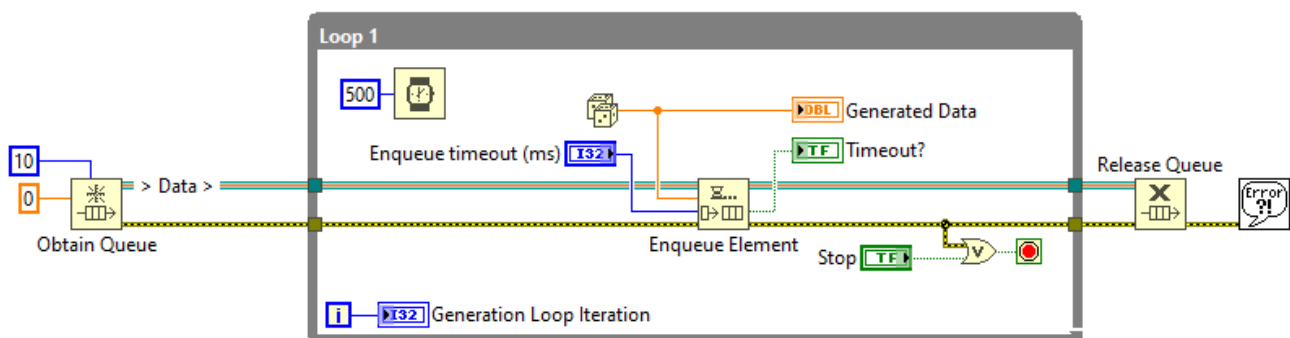 Loop 1
500
Generated Data
DBL
Enqueue timeout (ms)
I32
TF
Timeout?
10
> Data >
Release Queue
0
Error
?!
Obtain Queue
Enqueue Element
Stop
TF
V
i
I32
Generation Loop Iteration